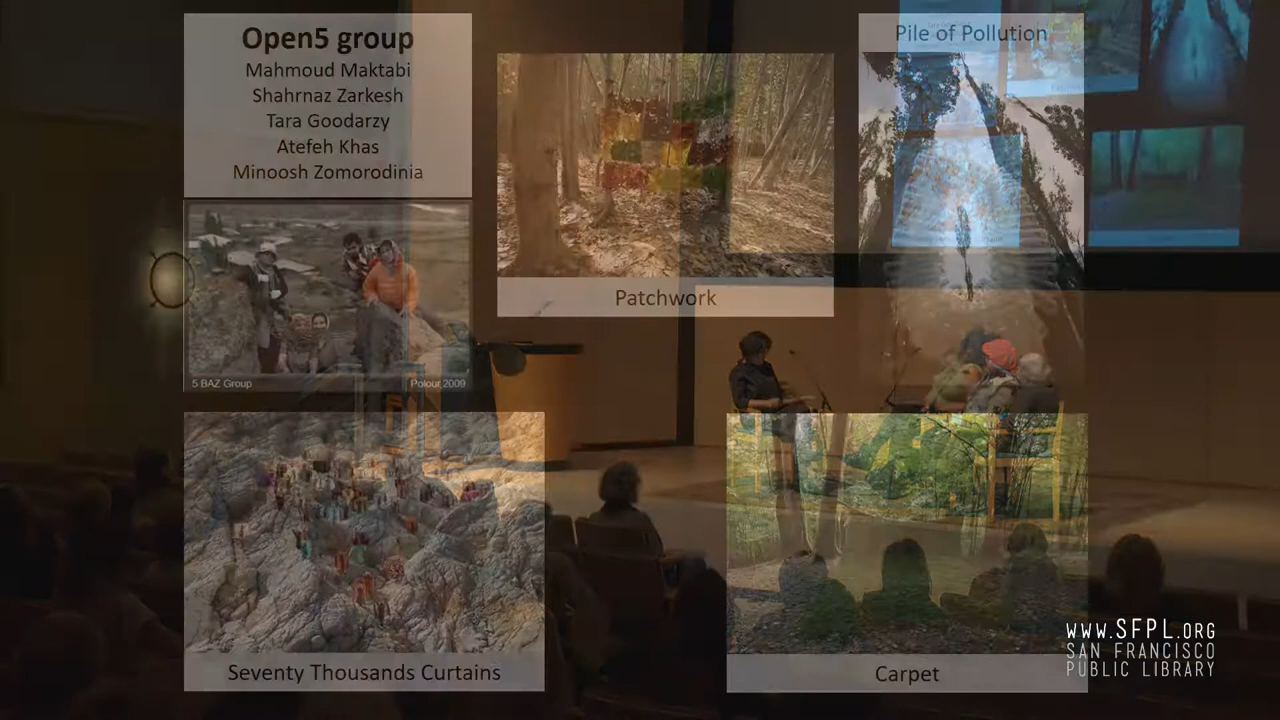 Open5 group
Mahmoud Maktabi
Shahrnaz Zarkesh
Tara Goodarzy
Atefeh Khas
Minoosh Zomorodinia
5 BAZ Group
Polour 2009
Patchwork
Pile of Pollution
Seventy Thousands Curtains
Carpet
www.SFPL.ORG
SAN FRANCISCO
PUBLIC LIBRARY